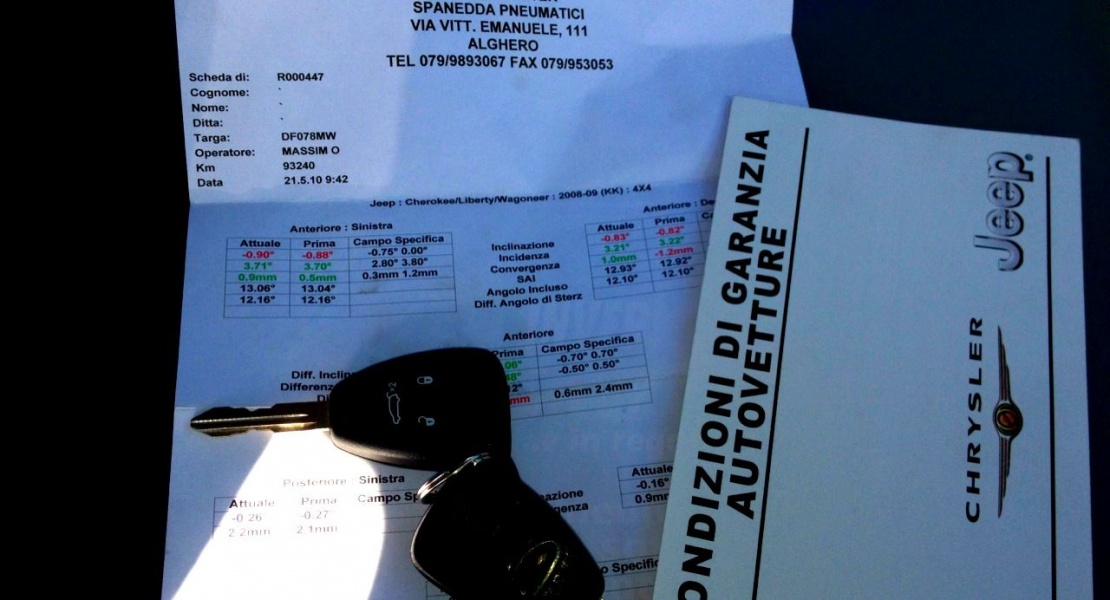 SPANEDDA PNEUMATICI
VIA VITT. EMANUELE, 111
ALGHERO
TEL 079/9893067 FAX 079/953053
Scheda di: R000447
Cognome:
Nome:
Ditta:
Targa: DF078MW
Operatore: MASSIM O
Km 93240
Data 21.5.10 9:42
Jeep : Cherokee/Liberty/Wagoneer : 2008-09 (KK) : 4X4
Anteriore : Sinistra
Attuale Prima Campo Specifica
-0.90° -0.88° -0.75° 0.00°
3.71° 3.70° 2.80° 3.80°
0.9mm 0.5mm 0.3mm 1.2mm
13.06° 13.04°
12.16° 12.16°
Inclinazione
Incidenza
Convergenza
SAI
Angolo Incluso
Diff. Angolo di Sterz
Anteriore :
Attuale Prima
-0.83° -0.82°
3.21° 3.22°
1.0mm -1.2mm
12.93° 12.92°
12.10° 12.10°
Anteriore
Prima Campo Specifica
-0.70° 0.70°
-0.50° 0.50°
0.6mm 2.4mm
Diff.
Posteriore : Sinistra
Attuale Prima Campo
-0.26 -0.27
2.2mm 2.1mm
Attuale
-0.16°
CONDIZIONI DI GARANZIA
AUTOVETTURE
Jeep
CHRYSLER
x2